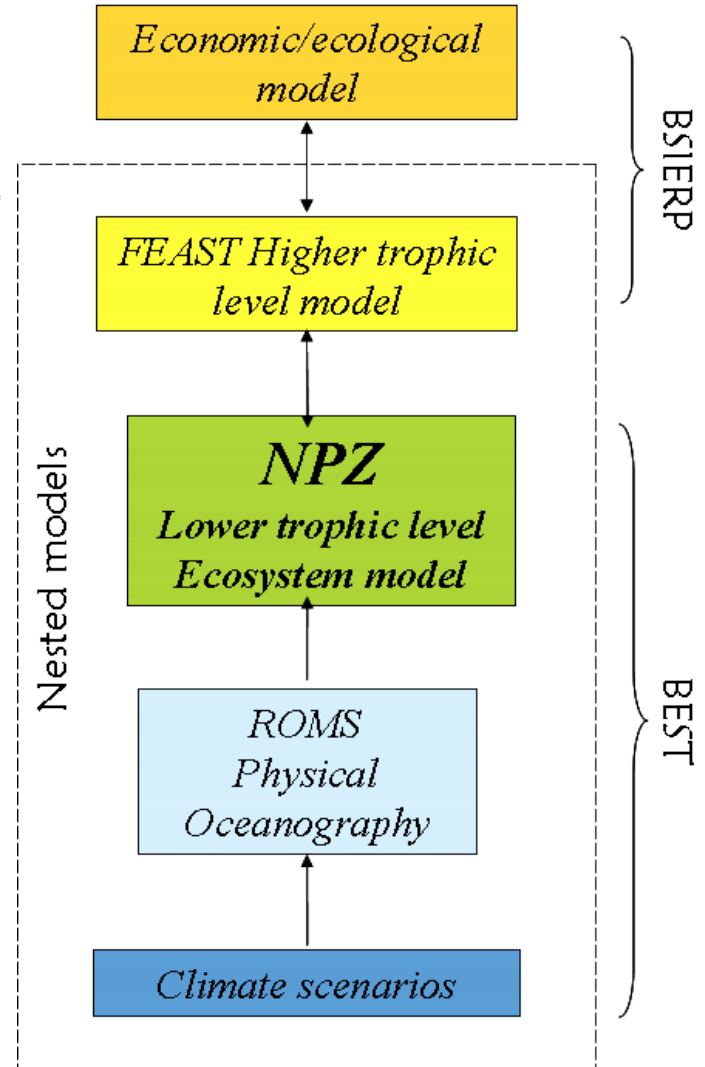 Economic/ecological
model
BSIERP
FEAST Higher trophic
level model
Nested models
NPZ
Lower trophic level
Ecosystem model
BEST
ROMS
Physical
Oceanography
Climate scenarios